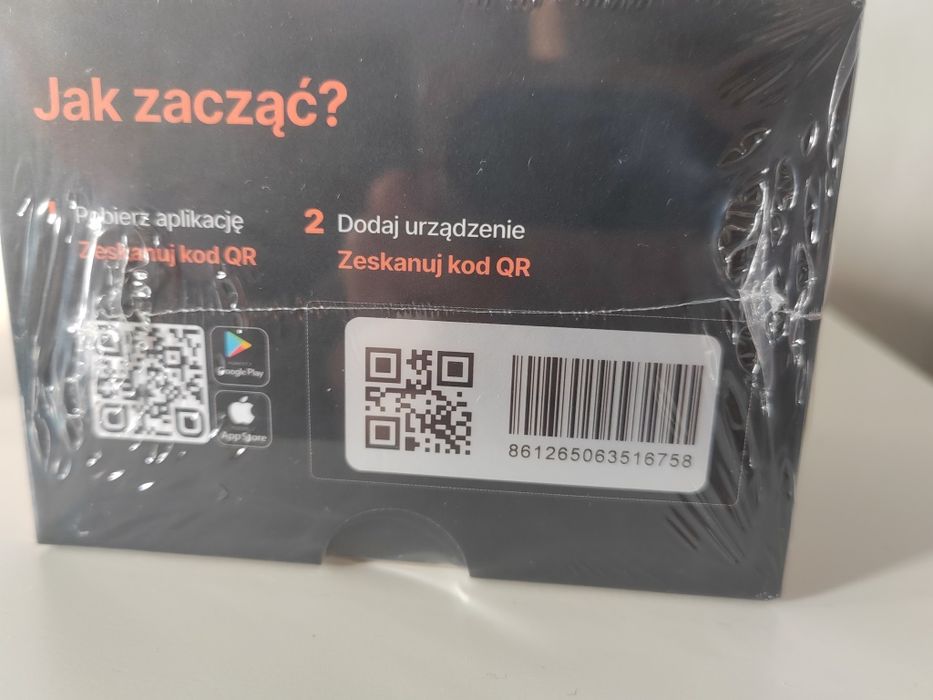 Jak zacząć?
1 Pobierz aplikację
Zeskanuj kod QR
2 Dodaj urządzenie
Zeskanuj kod QR
Google Play
App Store
861265063516758